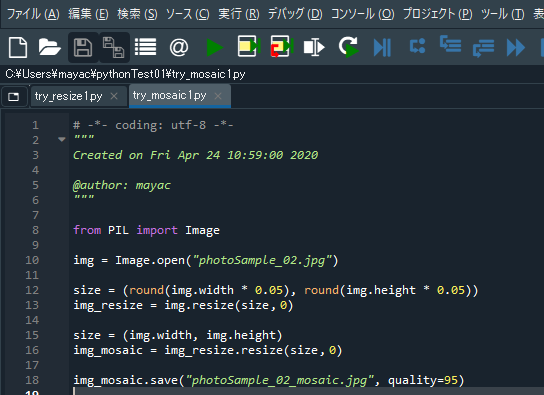 ファイル (A) 編集 (E) 検索 (S) ソース (C) 実行 (R) デバッグ (D) コンソール (O) プロジェクト (P) ツール (T) 表
C:¥Users¥mayac¥pythonTest01¥try_mosaic1.py
try_resize1.py × try_mosaic1.py ×
1 # -*- coding: utf-8 -*-
2 """
3 Created on Fri Apr 24 10:59:00 2020
4
5 @author: mayac
6 """
7
8 from PIL import Image
9
10 img = Image.open("photoSample_02.jpg")
11
12 size = (round(img.width * 0.05), round(img.height * 0.05))
13 img_resize = img.resize(size,0)
14
15 size = (img.width, img.height)
16 img_mosaic = img_resize.resize(size,0)
17
18 img_mosaic.save("photoSample_02_mosaic.jpg", quality=95)
19